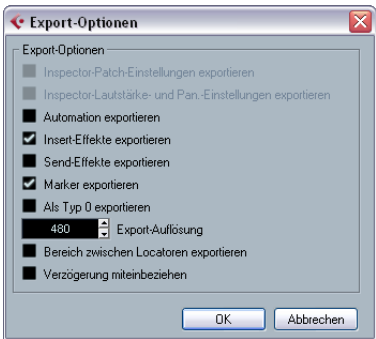 Export-Optionen
Export-Optionen
Inspector-Patch-Einstellungen exportieren
Inspector-Lautstärke- und Pan.-Einstellungen exportieren
Automation exportieren
Insert-Effekte exportieren
Send-Effekte exportieren
Marker exportieren
Als Typ 0 exportieren
480 Export-Auflösung
Bereich zwischen Locatoren exportieren
Verzögerung miteinbeziehen
OK Abbrechen